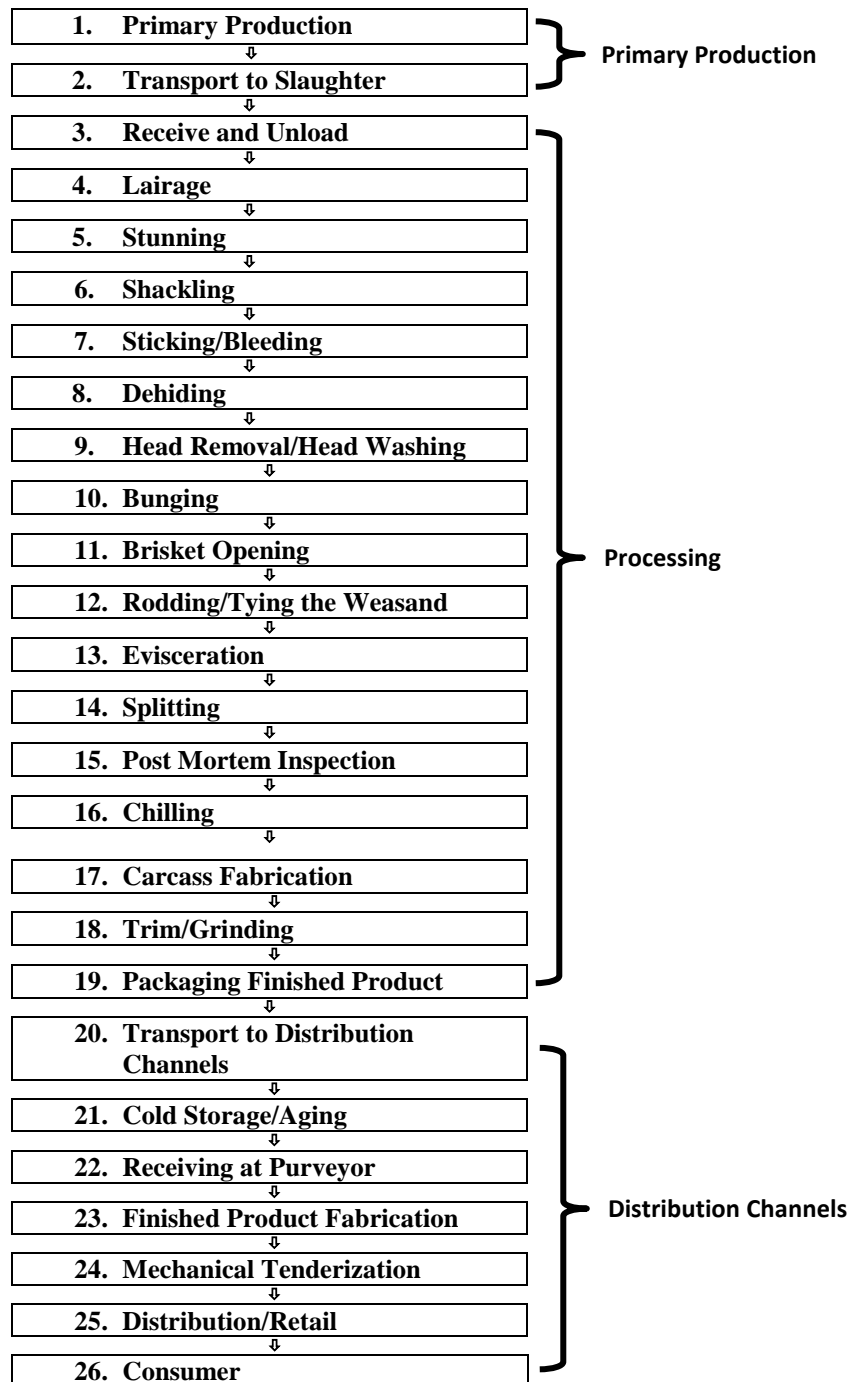 1. Primary Production
Primary Production
2. Transport to Slaughter
3. Receive and Unload
4. Lairage
5. Stunning
6. Shackling
7. Sticking/Bleeding
8. Dehiding
9. Head Removal/Head Washing
10. Bunging
11. Brisket Opening
Processing
12. Rodding/Tying the Weasand
13. Evisceration
14. Splitting
15. Post Mortem Inspection
16. Chilling
17. Carcass Fabrication
18. Trim/Grinding
19. Packaging Finished Product
20. Transport to Distribution
Channels
21. Cold Storage/Aging
22. Receiving at Purveyor
23. Finished Product Fabrication
Distribution Channels
24. Mechanical Tenderization
25. Distribution/Retail
26. Consumer